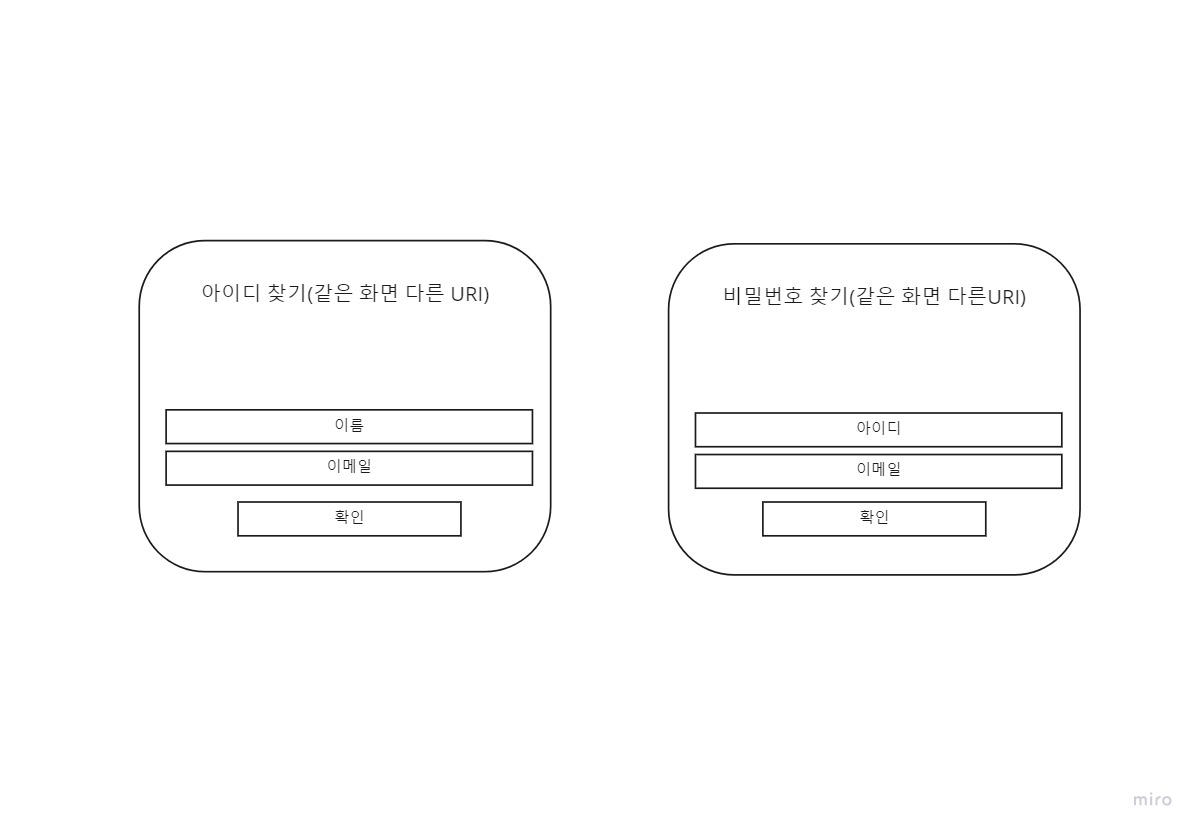 아이디 찾기(같은 화면 다른 URI)
이름
이메일
확인
비밀번호 찾기(같은 화면 다른URI)
아이디
이메일
확인
miro